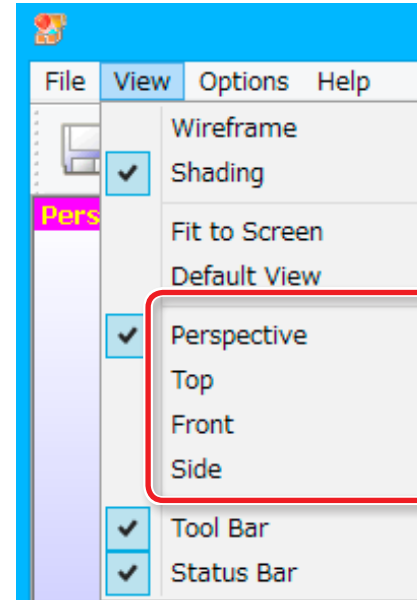 File View Options Help
Wireframe
Shading
Pers
Fit to Screen
Default View
Perspective
Top
Front
Side
Tool Bar
Status Bar